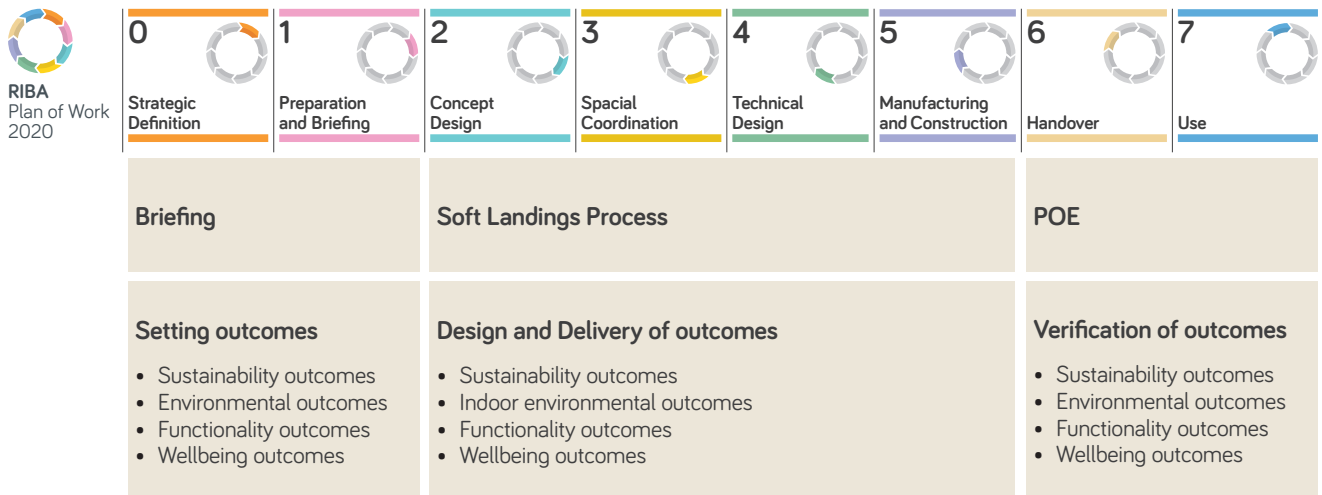 RIBA
Plan of Work
2020
0
Strategic
Definition
1
Preparation
and Briefing
2
Concept
Design
3
Spacial
Coordination
4
Technical
Design
5
Manufacturing
and Construction
6
Handover
7
Use
Briefing
Soft Landings Process
POE
Setting outcomes
• Sustainability outcomes
• Environmental outcomes
• Functionality outcomes
• Wellbeing outcomes
Design and Delivery of outcomes
• Sustainability outcomes
• Indoor environmental outcomes
• Functionality outcomes
• Wellbeing outcomes
Verification of outcomes
• Sustainability outcomes
• Environmental outcomes
• Functionality outcomes
• Wellbeing outcomes